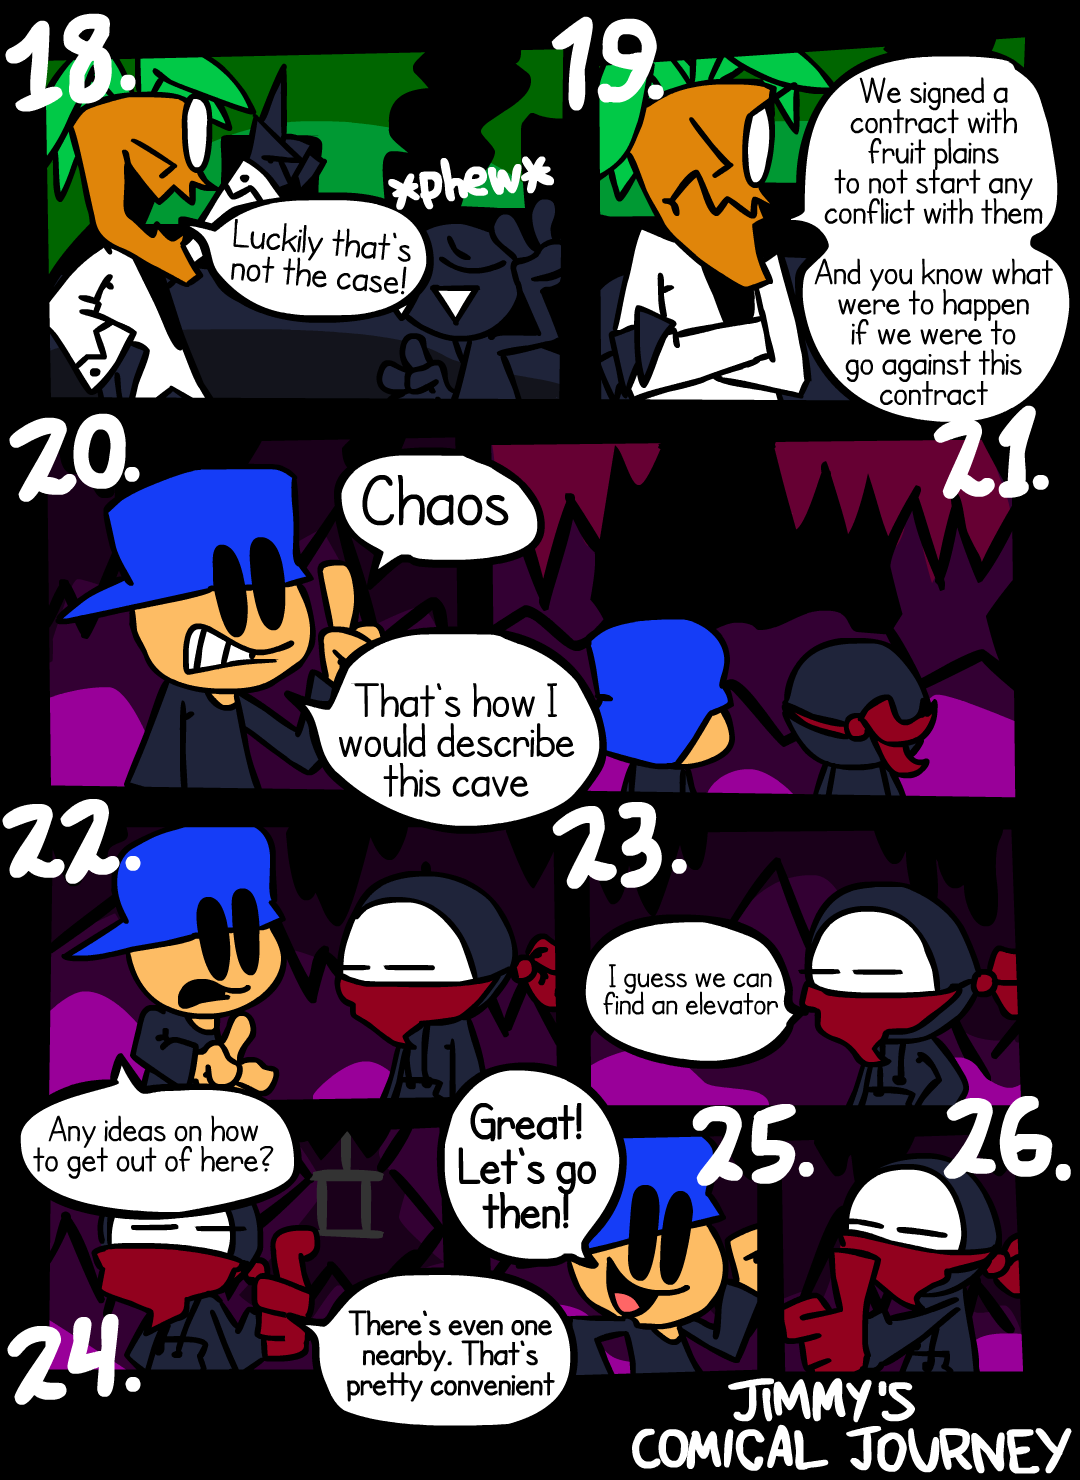 18.
Luckily that's
not the case!
*phew*
19.
We signed a
contract with
fruit plains
to not start any
conflict with them
And you know what
were to happen
if we were to
go against this
contract
20.
Chaos
That's how I
would describe
this cave
21.
22.
Any ideas on how
to get out of here?
23.
I guess we can
find an elevator
24.
There's even one
nearby. That's
pretty convenient
Great!
Let's go
then!
25.
26.
JIMMY'S
COMICAL JOURNEY